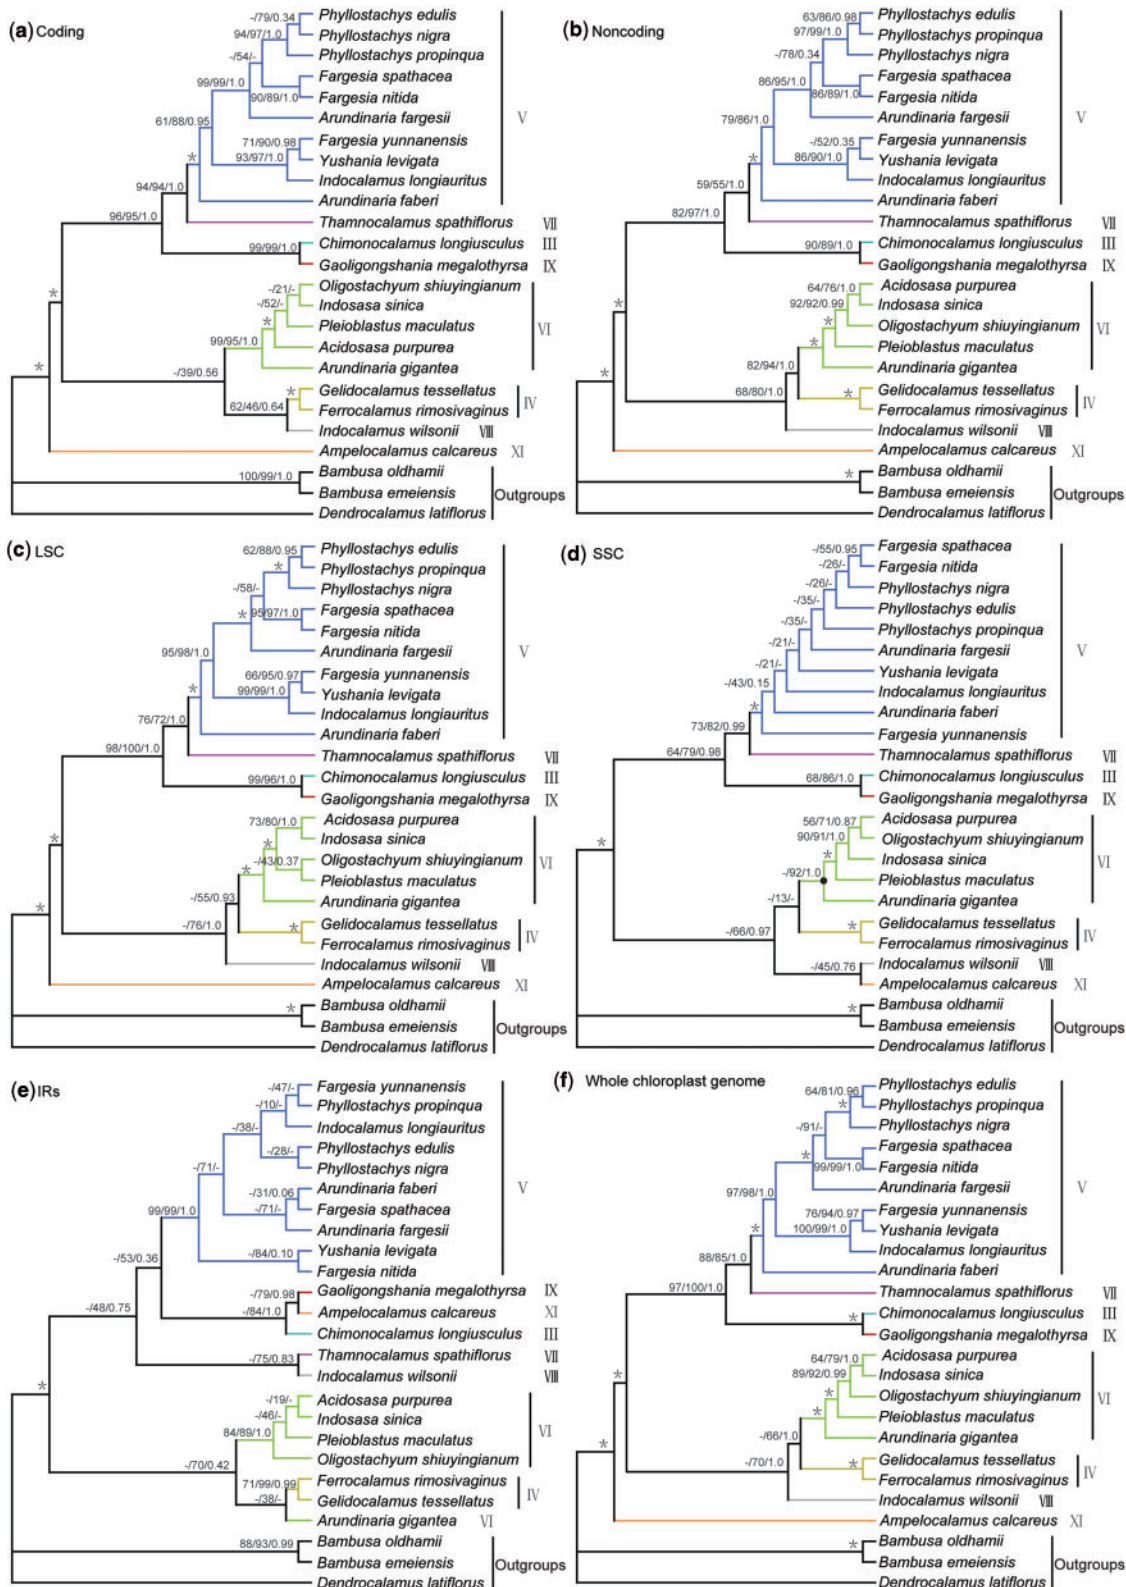 (a) Coding
-/79/0.34
Phyllostachys edulis
94/97/1.0
Phyllostachys nigra
-/54/-
Phyllostachys propinqua
99/99/1.0
Fargesia spathacea
90/89/1.0
Fargesia nitida
Arundinaria fargesii
V
61/88/0.95
71/90/0.98
Fargesia yunnanensis
93/97/1.0
Yushania levigata
*
Indocalamus longiauritus
94/94/1.0
Arundinaria faberi
96/95/1.0
Thamnocalamus spathiflorus VII
99/99/1.0
Chimonocalamus longiusculus III
Gaoligongshania megalothyrsa IX
*
-/21/-
Oligostachyum shiuyingianum
-/52/-
Indosasa sinica
*
Pleioblastus maculatus
VI
99/95/1.0
Acidosasa purpurea
*
Arundinaria gigantea
-/39/0.56
*
Gelidocalamus tessellatus
62/46/0.64
Ferrocalamus rimosivaginus
IV
Indocalamus wilsonii VIII
Ampelocalamus calcareus XI
100/99/1.0
Bambusa oldhamii
Bambusa emeiensis
Outgroups
Dendrocalamus latiflorus
(b) Noncoding
63/86/0.98
Phyllostachys edulis
97/99/1.0
Phyllostachys propinqua
-/78/0.34
Phyllostachys nigra
86/95/1.0
Fargesia spathacea
86/89/1.0
Fargesia nitida
Arundinaria fargesii
V
79/86/1.0
-/52/0.35
Fargesia yunnanensis
86/90/1.0
Yushania levigata
*
Indocalamus longiauritus
59/55/1.0
Arundinaria faberi
82/97/1.0
Thamnocalamus spathiflorus VII
90/89/1.0
Chimonocalamus longiusculus III
Gaoligongshania megalothyrsa IX
*
64/76/1.0
Acidosasa purpurea
92/92/0.99
Indosasa sinica
*
Oligostachyum shiuyingianum
VI
*
Pleioblastus maculatus
82/94/1.0
Arundinaria gigantea
*
68/80/1.0
*
Gelidocalamus tessellatus
Ferrocalamus rimosivaginus
IV
Indocalamus wilsonii VIII
Ampelocalamus calcareus XI
*
Bambusa oldhamii
Bambusa emeiensis
Outgroups
Dendrocalamus latiflorus
(c) LSC
62/88/0.95
Phyllostachys edulis
*
Phyllostachys propinqua
-/58/-
Phyllostachys nigra
*
95/97/1.0
Fargesia spathacea
Fargesia nitida
Arundinaria fargesii
V
95/98/1.0
66/95/0.97
Fargesia yunnanensis
99/99/1.0
Yushania levigata
*
Indocalamus longiauritus
76/72/1.0
Arundinaria faberi
98/100/1.0
Thamnocalamus spathiflorus VII
99/96/1.0
Chimonocalamus longiusculus III
Gaoligongshania megalothyrsa IX
*
73/80/1.0
Acidosasa purpurea
Indosasa sinica
*
-/43/0.37
Oligostachyum shiuyingianum
VI
*
Pleioblastus maculatus
-/55/0.93
Arundinaria gigantea
*
-/76/1.0
*
Gelidocalamus tessellatus
Ferrocalamus rimosivaginus
IV
Indocalamus wilsonii VIII
Ampelocalamus calcareus XI
*
Bambusa oldhamii
Bambusa emeiensis
Outgroups
Dendrocalamus latiflorus
(d) SSC
-/55/0.95
Fargesia spathacea
-/26/-
Fargesia nitida
-/26/-
Phyllostachys nigra
-/35/-
Phyllostachys edulis
-/35/-
Phyllostachys propinqua
-/21/-
Arundinaria fargesii
V
-/21/-
Yushania levigata
-/43/0.15
Indocalamus longiauritus
*
Arundinaria faberi
73/82/0.99
Fargesia yunnanensis
64/79/0.98
Thamnocalamus spathiflorus VII
68/86/1.0
Chimonocalamus longiusculus III
Gaoligongshania megalothyrsa IX
56/71/0.87
Acidosasa purpurea
90/91/1.0
Oligostachyum shiuyingianum
*
Indosasa sinica
VI
*
-/92/1.0
Pleioblastus maculatus
-/13/-
Arundinaria gigantea
-/66/0.97
*
Gelidocalamus tessellatus
Ferrocalamus rimosivaginus
IV
-/45/0.76
Indocalamus wilsonii VIII
Ampelocalamus calcareus XI
*
Bambusa oldhamii
Bambusa emeiensis
Outgroups
Dendrocalamus latiflorus
(e) IRs
-/47/-
Fargesia yunnanensis
-/10/-
Phyllostachys propinqua
-/38/-
Indocalamus longiauritus
-/28/-
Phyllostachys edulis
-/71/-
Phyllostachys nigra
-/31/0.06
Arundinaria faberi
V
-/71/-
Fargesia spathacea
99/99/1.0
Arundinaria fargesii
-/84/0.10
Yushania levigata
-/53/0.36
Fargesia nitida
-/79/0.98
Gaoligongshania megalothyrsa IX
-/48/0.75
-/84/1.0
Ampelocalamus calcareus XI
Chimonocalamus longiusculus III
-/75/0.83
Thamnocalamus spathiflorus VII
Indocalamus wilsonii VIII
*
-/19/-
Acidosasa purpurea
-/46/-
Indosasa sinica
84/89/1.0
Pleioblastus maculatus
VI
Oligostachyum shiuyingianum
-/70/0.42
71/99/0.99
Ferrocalamus rimosivaginus
-/38/-
Gelidocalamus tessellatus
IV
Arundinaria gigantea VI
88/93/0.99
Bambusa oldhamii
Bambusa emeiensis
Outgroups
Dendrocalamus latiflorus
(f) Whole chloroplast genome
64/81/0.96
Phyllostachys edulis
*
Phyllostachys propinqua
-/91/-
Phyllostachys nigra
*
Fargesia spathacea
99/99/1.0
Fargesia nitida
Arundinaria fargesii
V
97/98/1.0
76/94/0.97
Fargesia yunnanensis
100/99/1.0
Yushania levigata
*
Indocalamus longiauritus
88/85/1.0
Arundinaria faberi
97/100/1.0
Thamnocalamus spathiflorus VII
*
Chimonocalamus longiusculus III
Gaoligongshania megalothyrsa IX
*
64/79/1.0
Acidosasa purpurea
89/92/0.99
Indosasa sinica
*
Oligostachyum shiuyingianum
VI
*
Pleioblastus maculatus
-/66/1.0
Arundinaria gigantea
*
-/70/1.0
*
Gelidocalamus tessellatus
Ferrocalamus rimosivaginus
IV
Indocalamus wilsonii VIII
Ampelocalamus calcareus XI
*
Bambusa oldhamii
Bambusa emeiensis
Outgroups
Dendrocalamus latiflorus